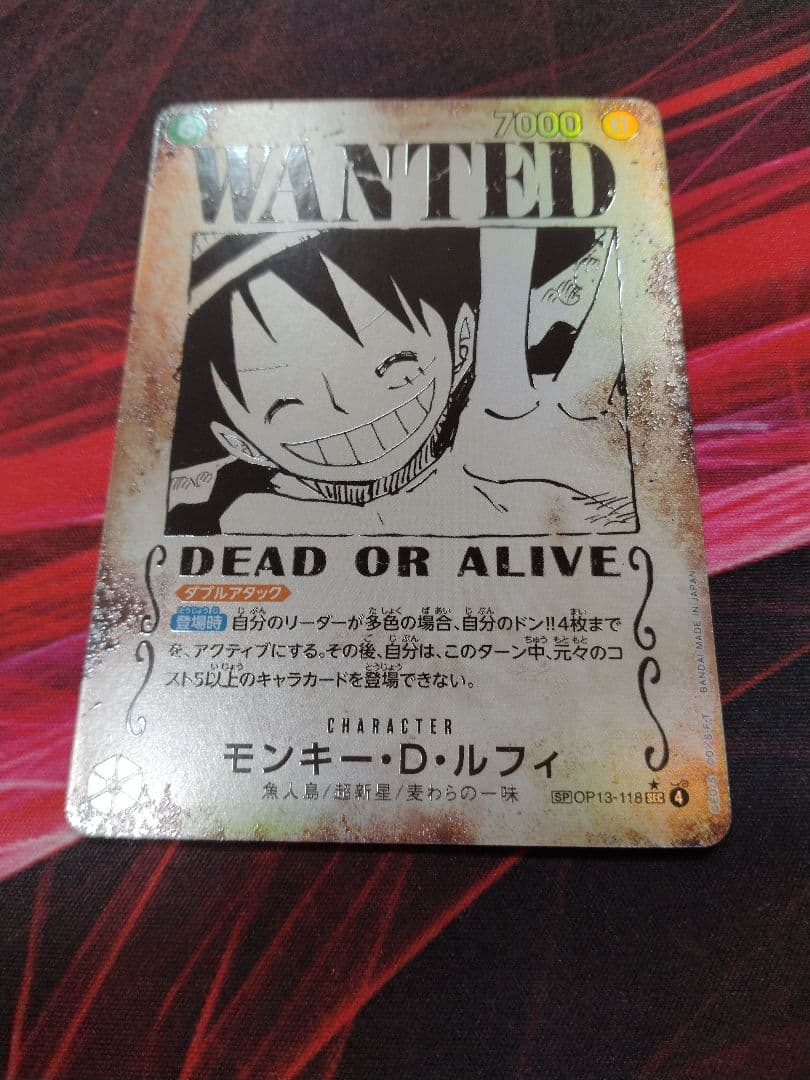 7000
WANTED
DEAD OR ALIVE
ダブルアタック
登場時 自分のリーダーが多色の場合、自分のドン!!4枚まで
を、アクティブにする。その後、自分は、このターン中、元々のコ
スト5以上のキャラカードを登場できない。
CHARACTER
モンキー・D・ルフィ
魚人島/超新星/麦わらの一味
SP OP13-118 SEC 4
BANDAI MADE IN JAPAN